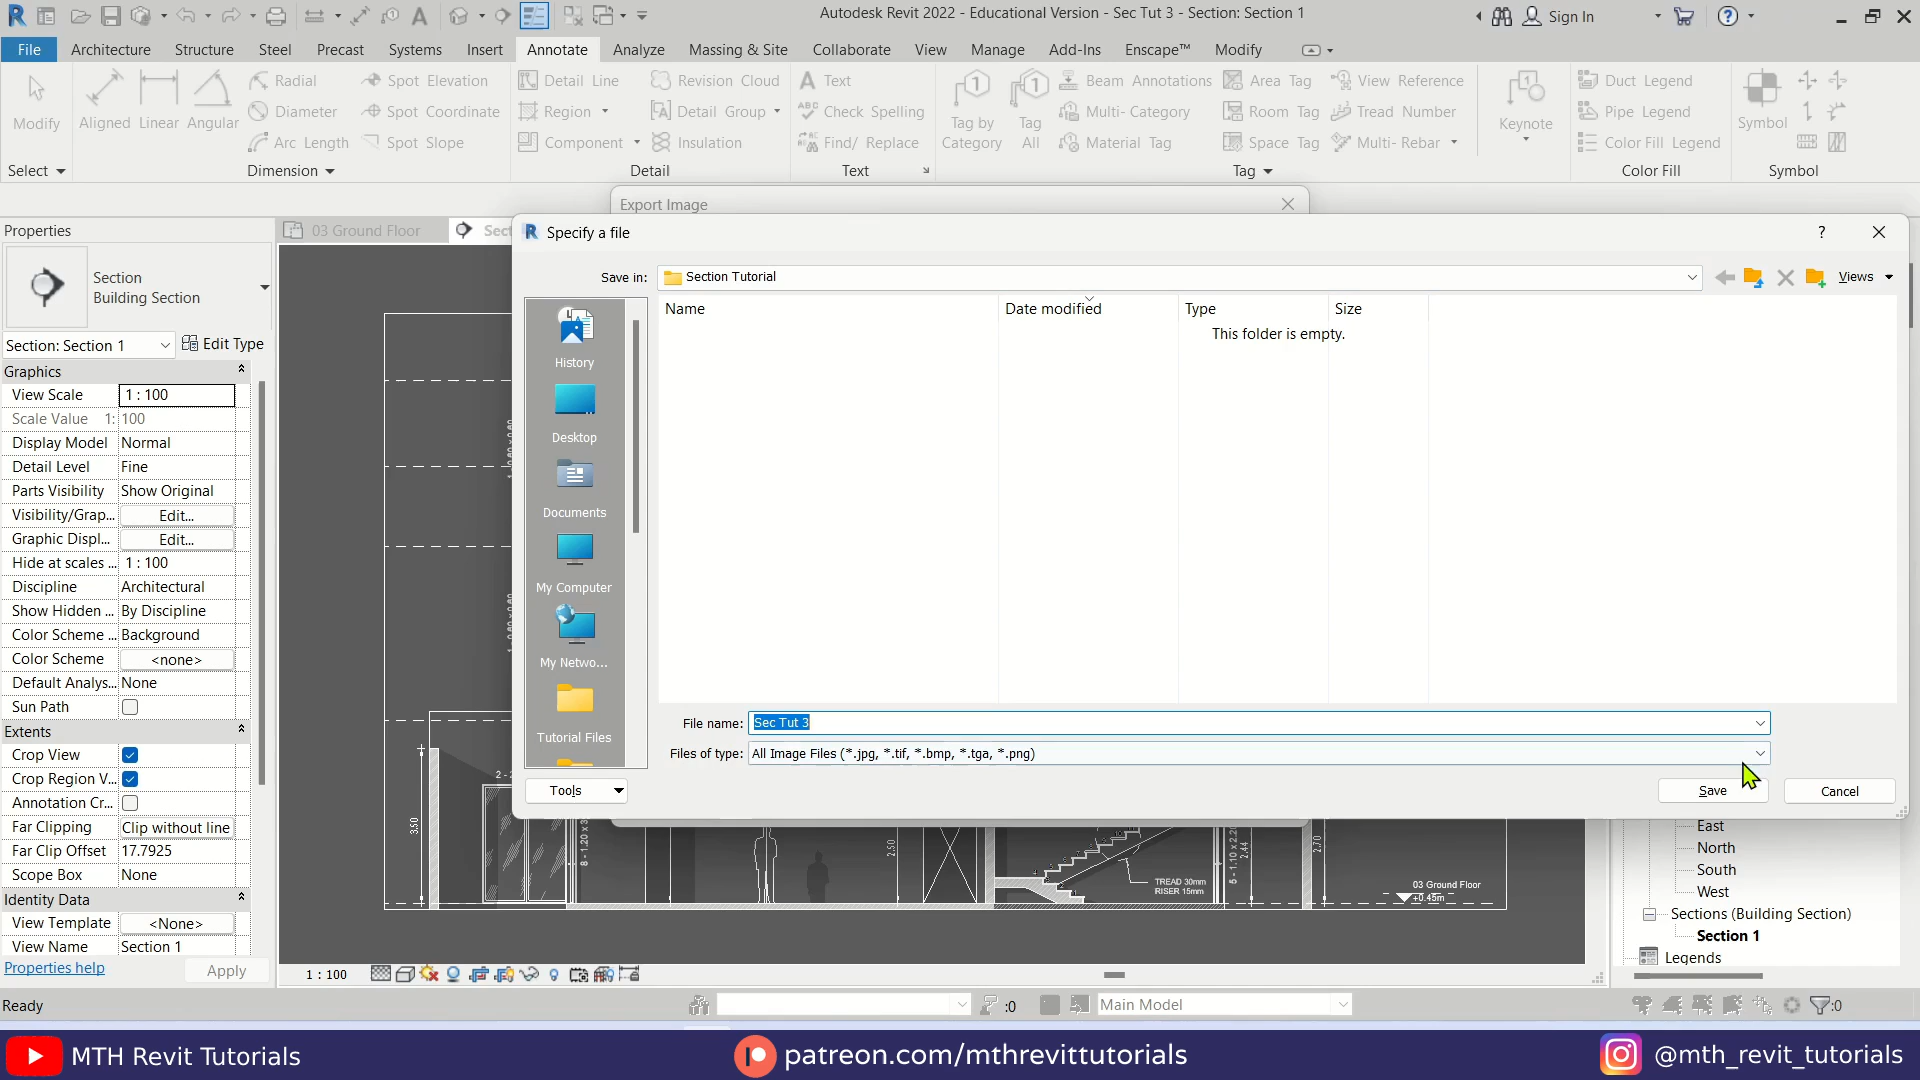 Autodesk Revit 2022 - Educational Version - Sec Tut 3 - Section: Section 1
Sign In
File Architecture Structure Steel Precast Systems Insert Annotate Analyze Massing & Site Collaborate View Manage Add-Ins Enscape™ Modify
Radial Spot Elevation Detail Line Revision Cloud Text Beam Annotations Area Tag View Reference Duct Legend
Diameter Spot Coordinate Region Detail Group Check Spelling Multi- Category Room Tag Tread Number Pipe Legend
Modify Aligned Linear Angular Tag by Category Tag All Keynote Symbol
Arc Length Spot Slope Component Insulation Find/ Replace Material Tag Space Tag Multi- Rebar Color Fill Legend
Select Dimension Detail Text Tag Color Fill Symbol
Export Image
Properties
03 Ground Floor
Sect
Specify a file
Save in: Section Tutorial
Views
Section
Building Section
Name Date modified Type Size
This folder is empty.
Section: Section 1 Edit Type
Graphics
View Scale 1 : 100
Scale Value 1: 100
Display Model Normal
Detail Level Fine
Parts Visibility Show Original
Visibility/Grap... Edit...
Graphic Displ... Edit...
Hide at scales ... 1 : 100
Discipline Architectural
Show Hidden ... By Discipline
Color Scheme ... Background
Color Scheme <none>
Default Analys... None
Sun Path
Extents
Crop View
Crop Region V...
Annotation Cr...
Far Clipping Clip without line
Far Clip Offset 17.7925
Scope Box None
Identity Data
View Template <None>
View Name Section 1
Properties help Apply
History
Desktop
Documents
My Computer
My Netwo...
Tutorial Files
File name: Sec Tut 3
Files of type: All Image Files (*.jpg, *.tif, *.bmp, *.tga, *.png)
Tools Save Cancel
3.50
2.50
2.44
2.70
TREAD 30mm
RISER 15mm
03 Ground Floor
+0.45m
East
North
South
West
Sections (Building Section)
Section 1
Legends
1 : 100
Ready
:0
Main Model
:0
MTH Revit Tutorials
patreon.com/mthrevittutorials
@mth_revit_tutorials